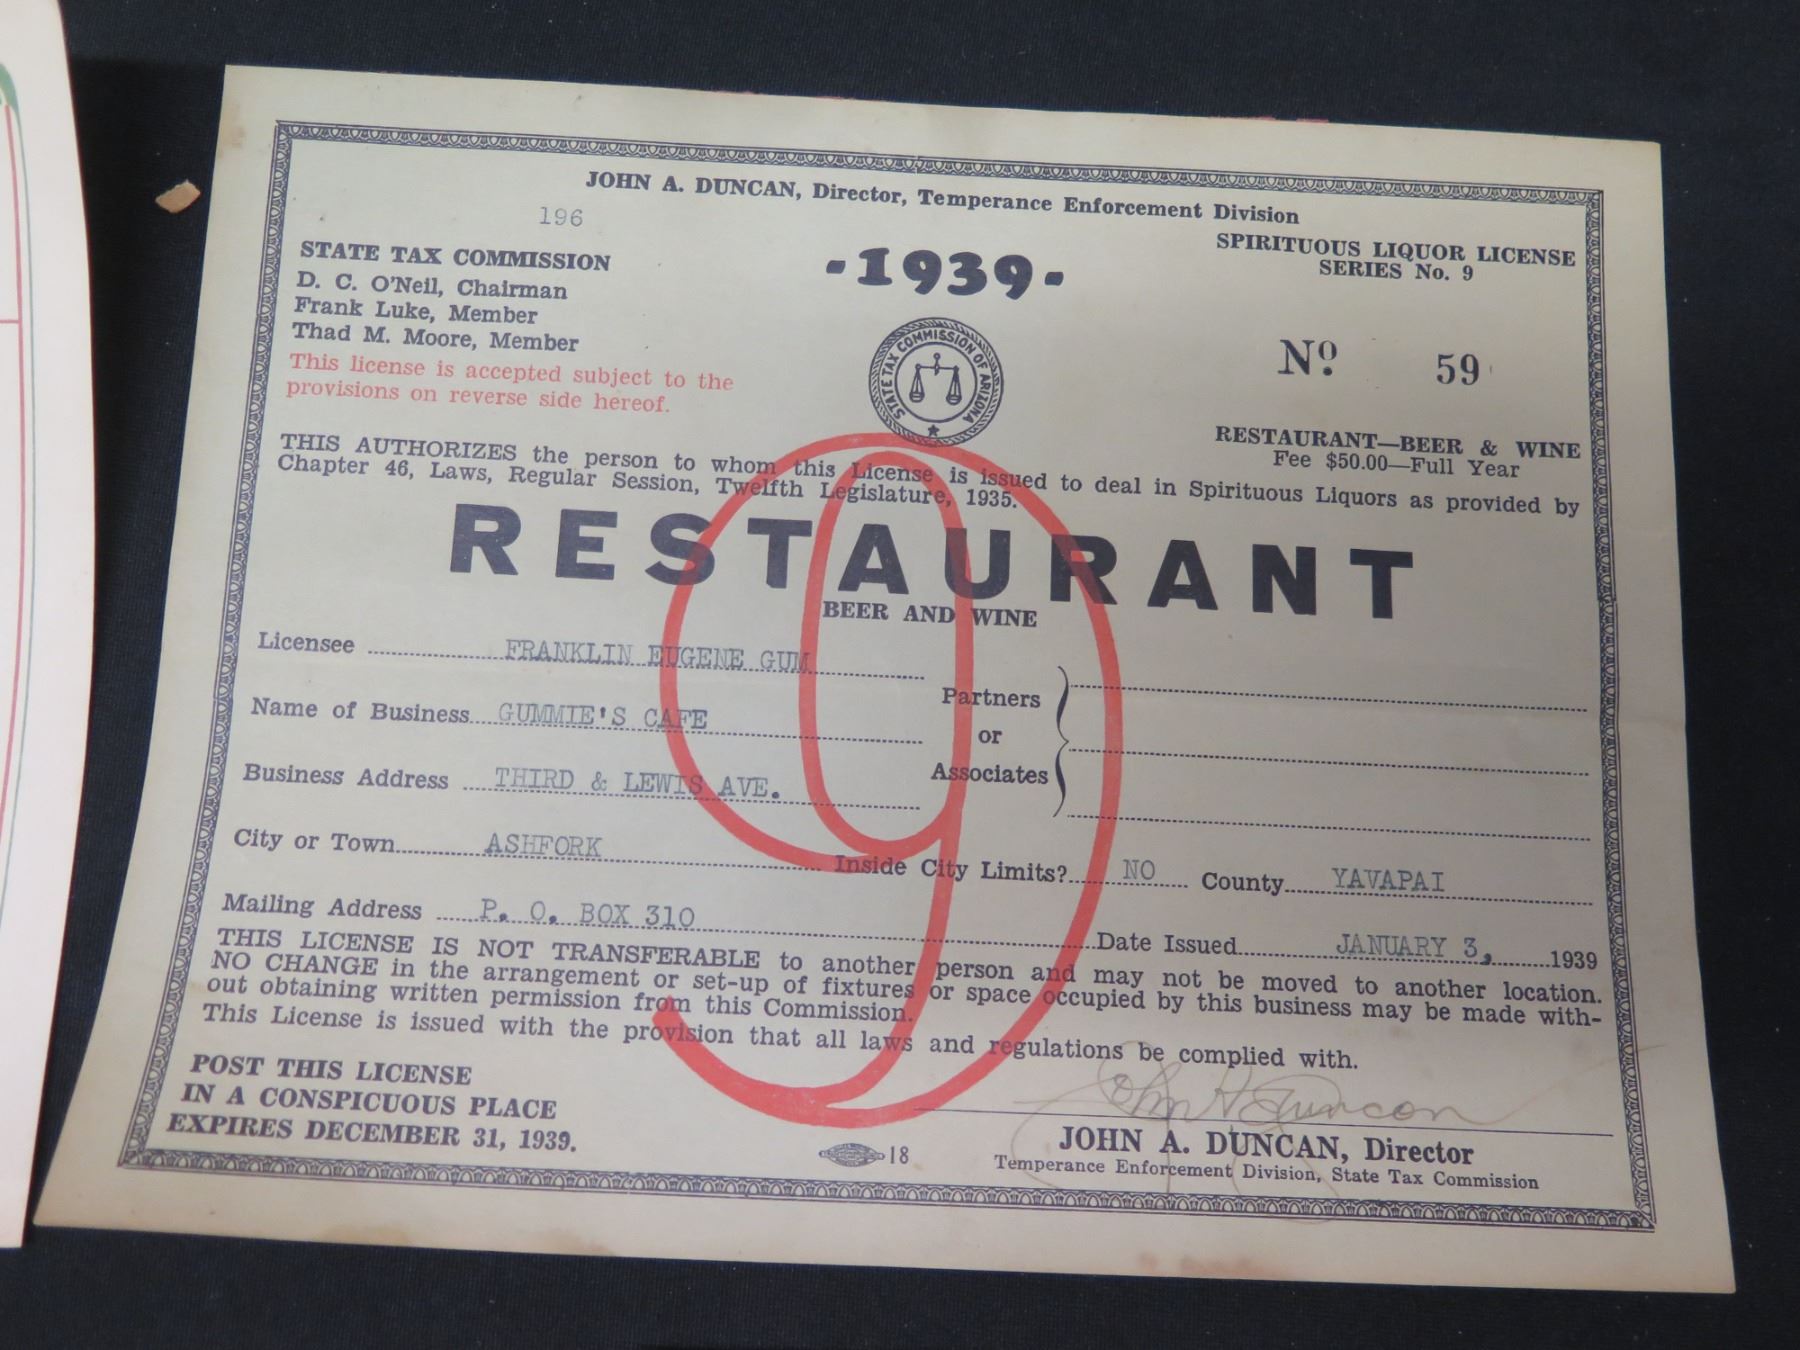 JOHN A. DUNCAN, Director, Temperance Enforcement Division
196
STATE TAX COMMISSION
D. C. O'Neil, Chairman
Frank Luke, Member
Thad M. Moore, Member
This license is accepted subject to the
provisions on reverse side hereof.
-1939-
STATE TAX COMMISSION OF ARIZONA
SPIRITUOUS LIQUOR LICENSE
SERIES No. 9
Nº 59
RESTAURANT—BEER & WINE
Fee $50.00—Full Year
THIS AUTHORIZES the person to whom this License is issued to deal in Spirituous Liquors as provided by
Chapter 46, Laws, Regular Session, Twelfth Legislature, 1935.
9
RESTAURANT
BEER AND WINE
Licensee FRANKLIN EUGENE GUM
Name of Business GUMMIE'S CAFE
Business Address THIRD & LEWIS AVE.
Partners
or
Associates
City or Town ASHFORK Inside City Limits? NO County YAVAPAI
Mailing Address P. O. BOX 310 Date Issued JANUARY 3, 1939
THIS LICENSE IS NOT TRANSFERABLE to another person and may not be moved to another location.
NO CHANGE in the arrangement or set-up of fixtures or space occupied by this business may be made with-
out obtaining written permission from this Commission.
This License is issued with the provision that all laws and regulations be complied with.
POST THIS LICENSE
IN A CONSPICUOUS PLACE
EXPIRES DECEMBER 31, 1939.
18
John A. Duncan
JOHN A. DUNCAN, Director
Temperance Enforcement Division, State Tax Commission